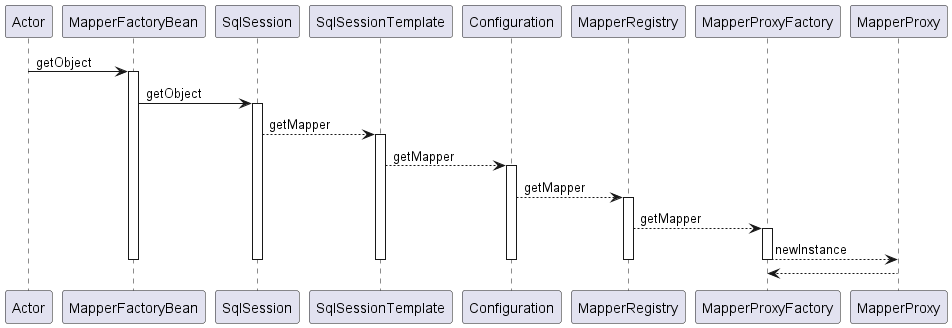 Actor MapperFactoryBean SqlSession SqlSessionTemplate Configuration MapperRegistry MapperProxyFactory MapperProxy
getObject
getObject
getMapper
getMapper
getMapper
getMapper
newInstance
Actor MapperFactoryBean SqlSession SqlSessionTemplate Configuration MapperRegistry MapperProxyFactory MapperProxy